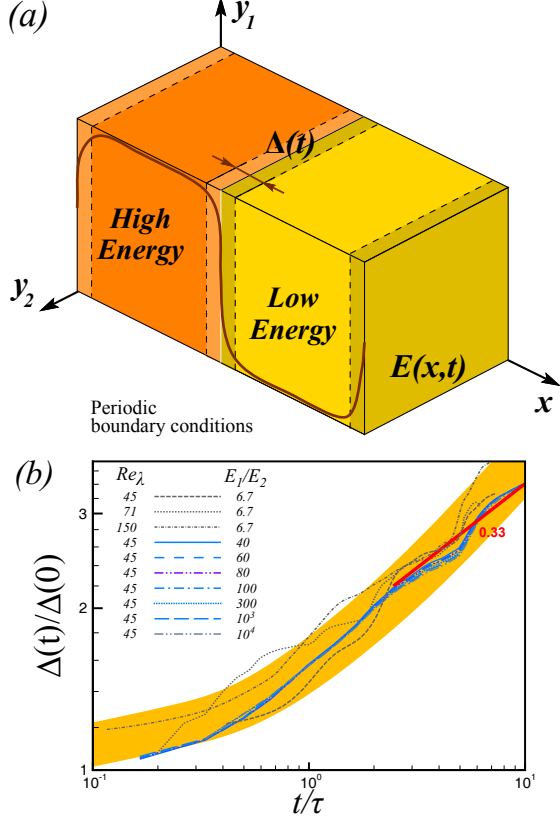 (a)
y₁
Δ(t)
High
Energy
y₂
Low
Energy
E(x,t)
x
Periodic
boundary conditions
(b)
Reλ E₁/E₂
45 6.7
71 6.7
150 6.7
45 40
45 60
45 80
45 100
45 300
45 10³
45 10⁴
0.33
Δ(t)/Δ(0)
3
2
1
10⁻¹ 10⁰ 10¹
t/τ